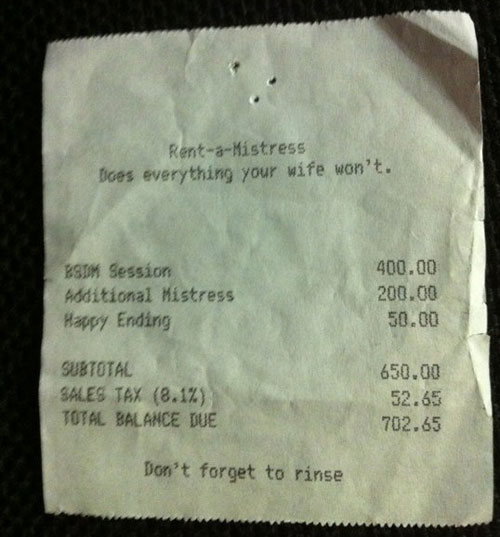 Rent-a-Mistress
Does everything your wife won't.
BSDM Session 400.00
Additional Mistress 200.00
Happy Ending 50.00
SUBTOTAL 650.00
SALES TAX (8.1%) 52.65
TOTAL BALANCE DUE 702.65
Don't forget to rinse